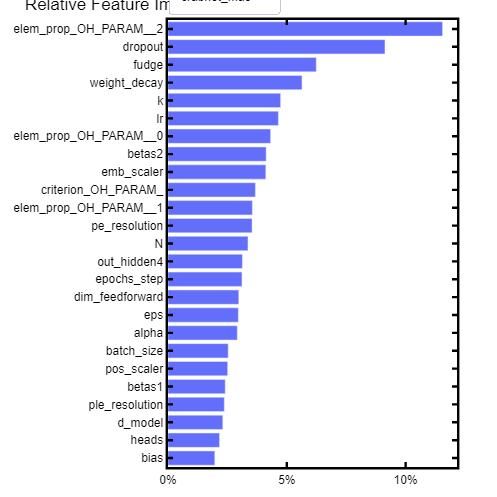 Relative Feature Im
elem_prop_OH_PARAM__2
dropout
fudge
weight_decay
k
lr
elem_prop_OH_PARAM__0
betas2
emb_scaler
criterion_OH_PARAM_
elem_prop_OH_PARAM__1
pe_resolution
N
out_hidden4
epochs_step
dim_feedforward
eps
alpha
batch_size
pos_scaler
betas1
ple_resolution
d_model
heads
bias
0% 5% 10%